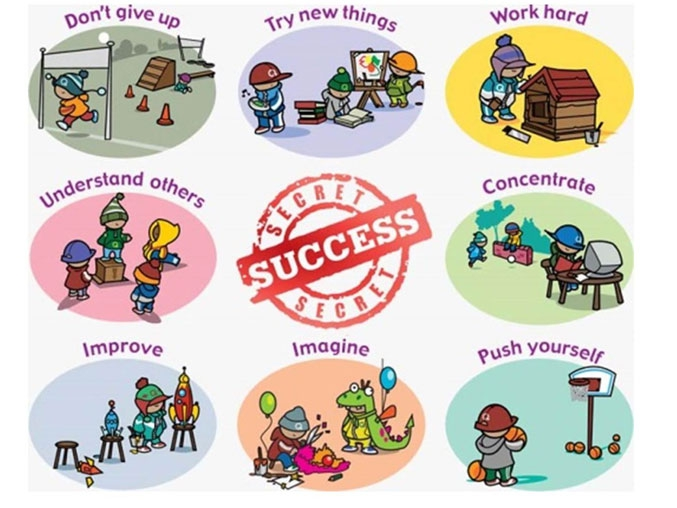 Don't give up
Try new things
Work hard
Understand others
SECRET
SUCCESS
SECRET
Concentrate
Improve
Imagine
Push yourself